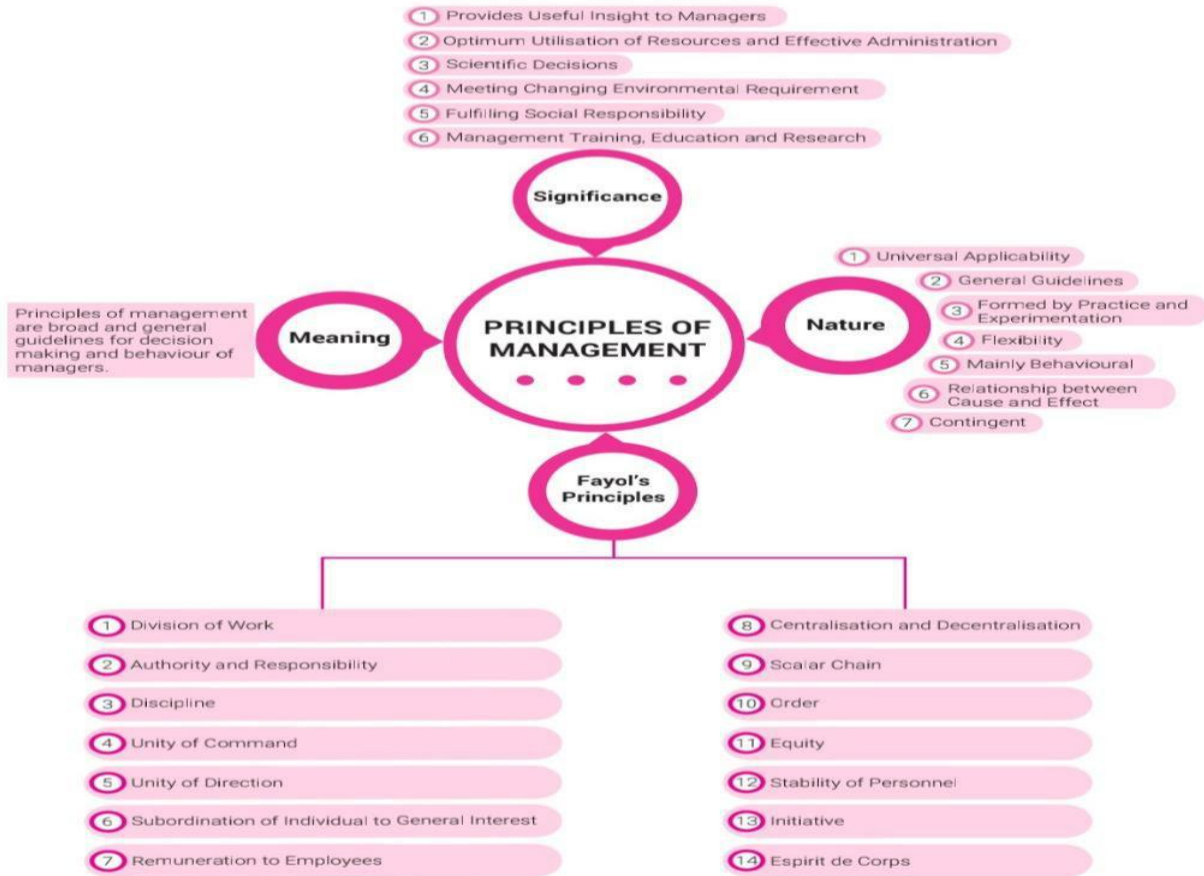 1 Provides Useful Insight to Managers
2 Optimum Utilisation of Resources and Effective Administration
3 Scientific Decisions
4 Meeting Changing Environmental Requirement
5 Fulfilling Social Responsibility
6 Management Training, Education and Research
Significance
Principles of management
are broad and general
guidelines for decision
making and behaviour of
managers.
Meaning
PRINCIPLES OF
MANAGEMENT
Nature
1 Universal Applicability
2 General Guidelines
3 Formed by Practice and
Experimentation
4 Flexibility
5 Mainly Behavioural
6 Relationship between
Cause and Effect
7 Contingent
Fayol's
Principles
1 Division of Work
2 Authority and Responsibility
3 Discipline
4 Unity of Command
5 Unity of Direction
6 Subordination of Individual to General Interest
7 Remuneration to Employees
8 Centralisation and Decentralisation
9 Scalar Chain
10 Order
11 Equity
12 Stability of Personnel
13 Initiative
14 Espirit de Corps